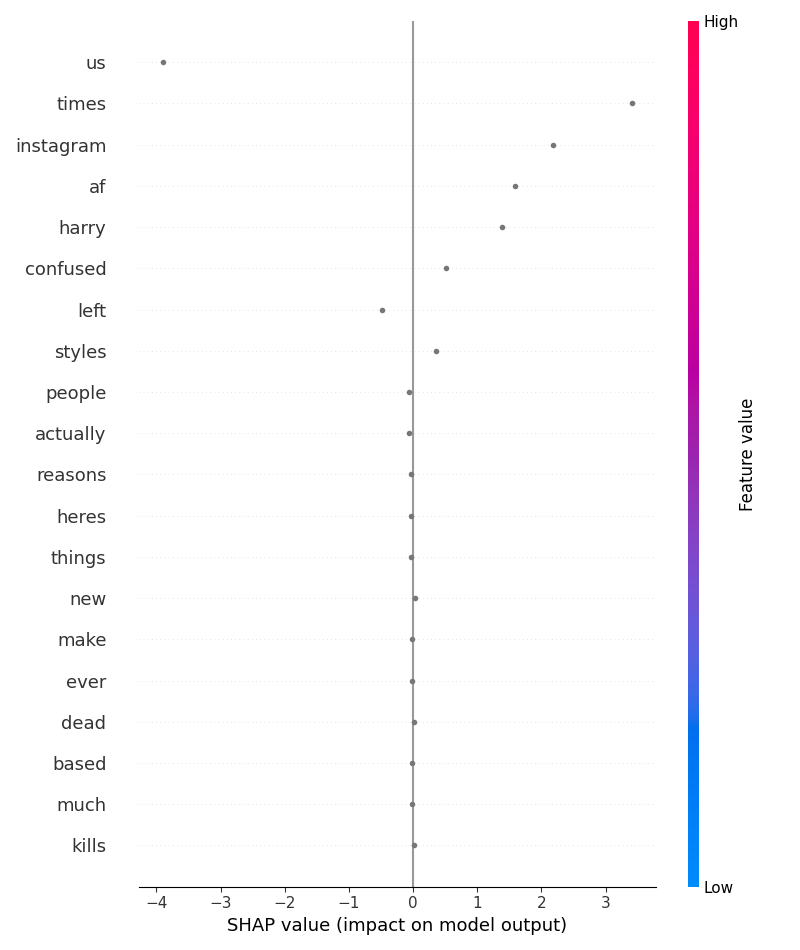 High
us
times
instagram
af
harry
confused
left
styles
people
actually
reasons
heres
things
new
make
ever
dead
based
much
kills
Feature value
Low
−4 −3 −2 −1 0 1 2 3
SHAP value (impact on model output)